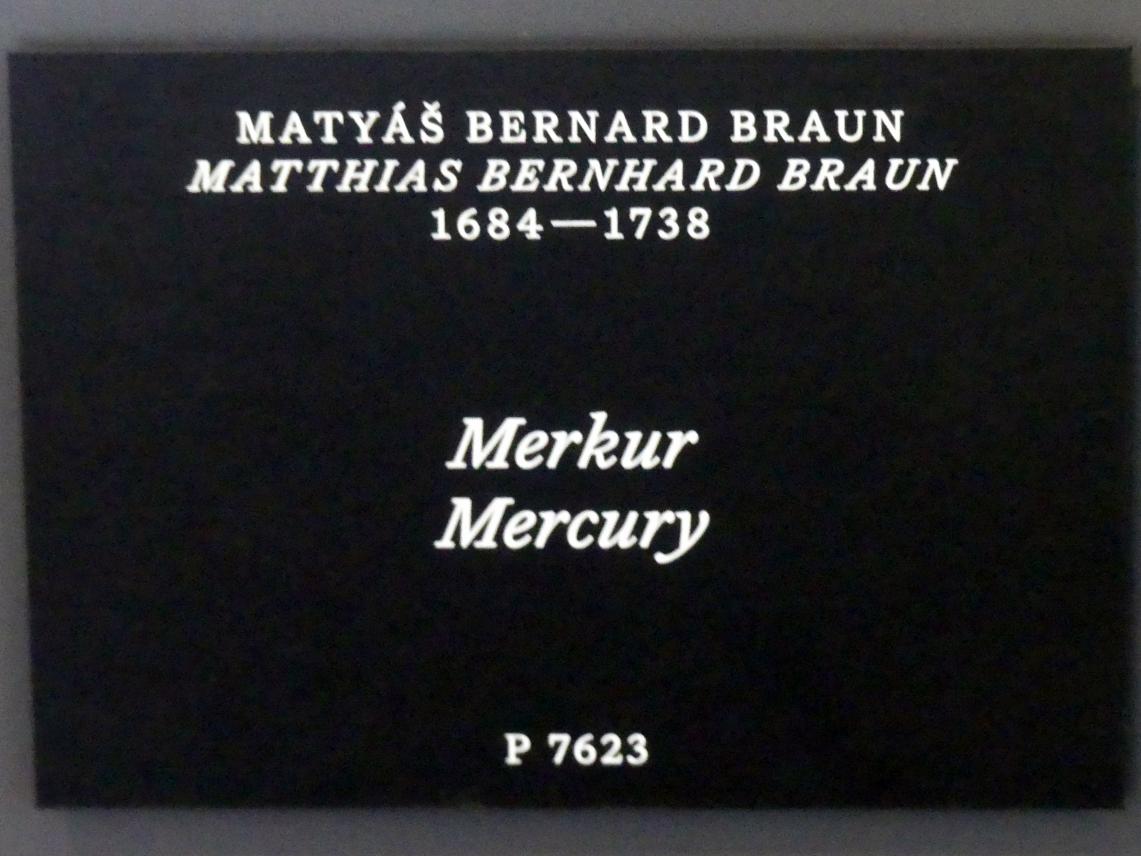 MATYÁŠ BERNARD BRAUN
MATTHIAS BERNHARD BRAUN
1684—1738
Merkur
Mercury
P 7623